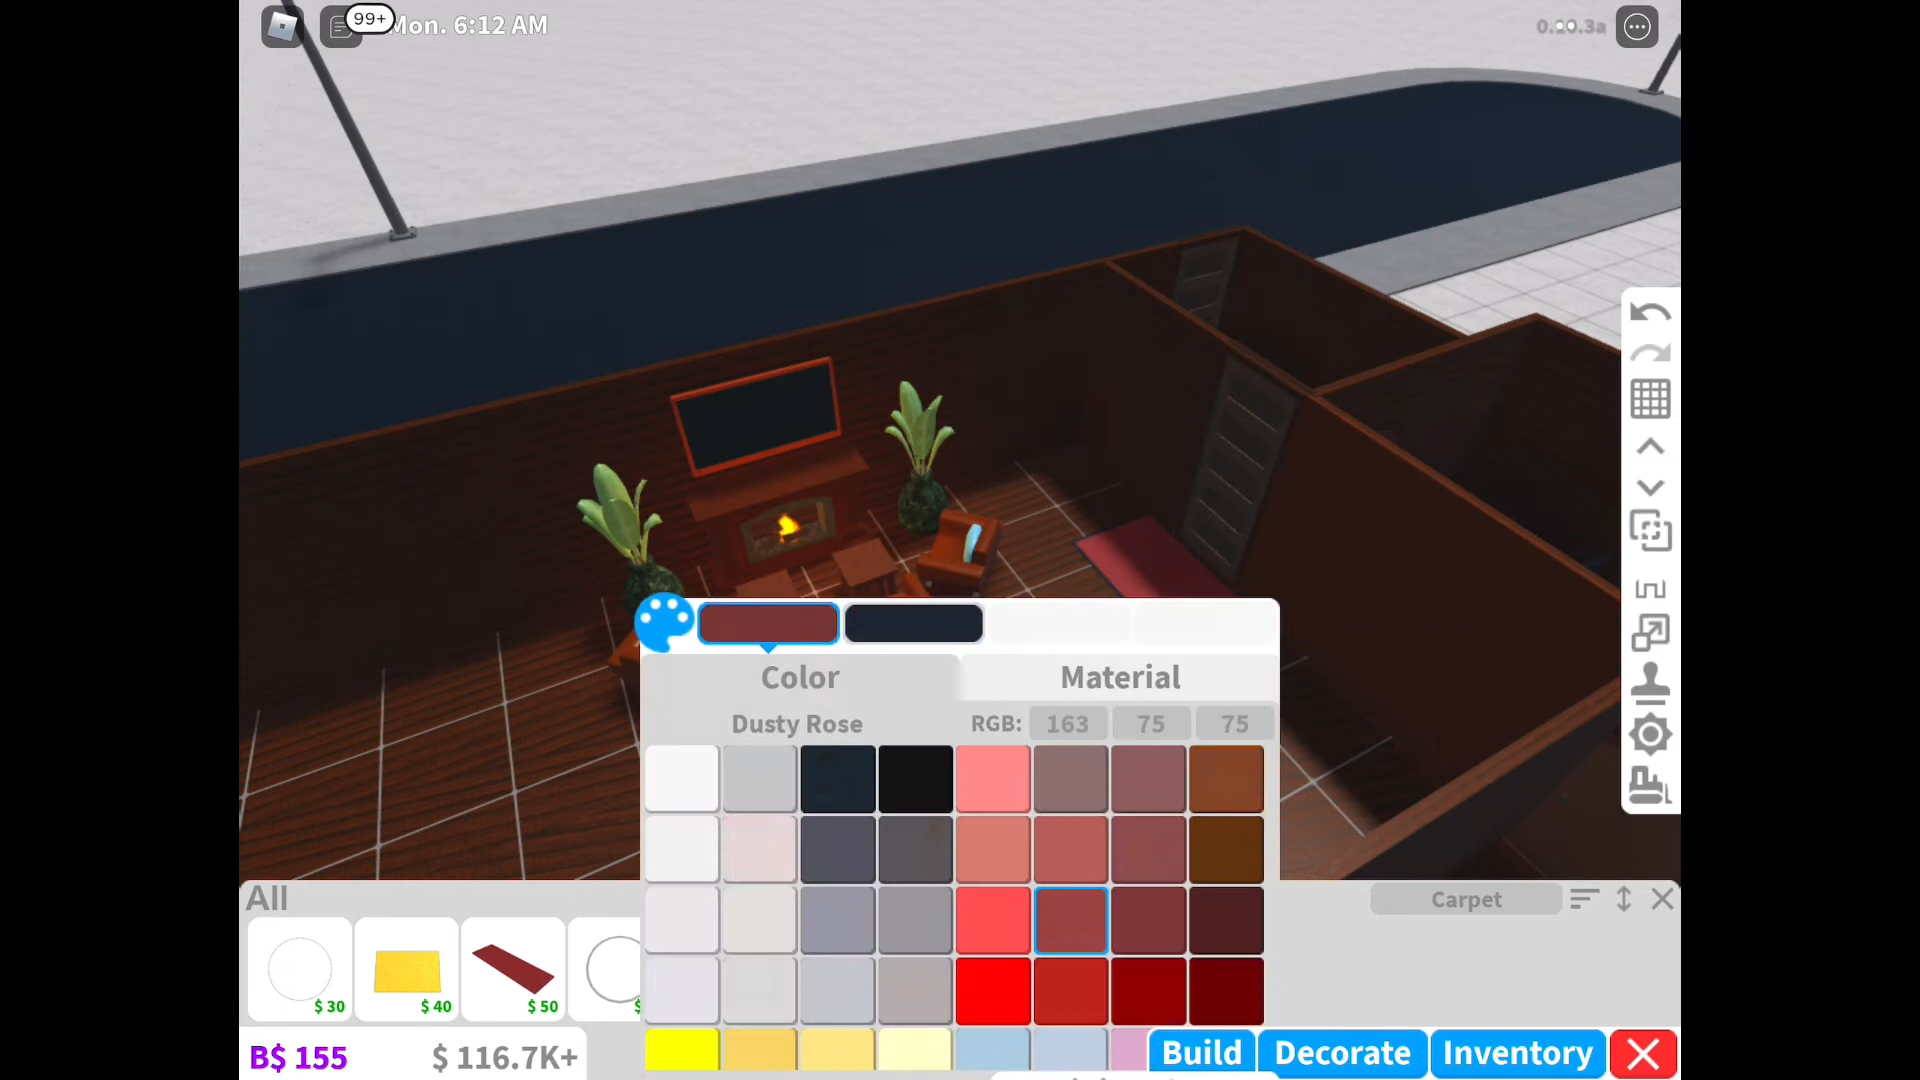 99+
Mon. 6:12 AM
Color
Material
Dusty Rose
RGB: 163 75 75
All
Carpet
$ 30
$ 40
$ 50
$
B$ 155
$ 116.7K+
Build
Decorate
Inventory